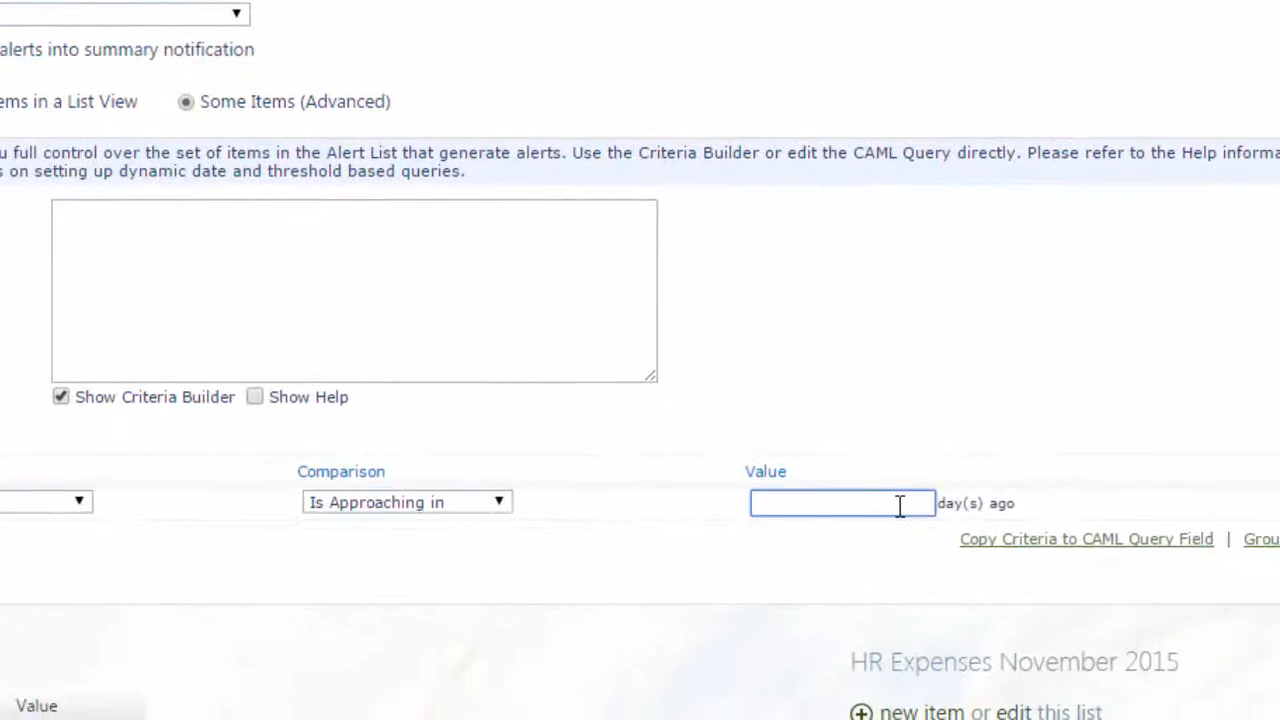 alerts into summary notification
ems in a List View Some Items (Advanced)
u full control over the set of items in the Alert List that generate alerts. Use the Criteria Builder or edit the CAML Query directly. Please refer to the Help informa
s on setting up dynamic date and threshold based queries.
Show Criteria Builder Show Help
Comparison Value
Is Approaching in day(s) ago
Copy Criteria to CAML Query Field | Grou
HR Expenses November 2015
new item or edit this list
Value